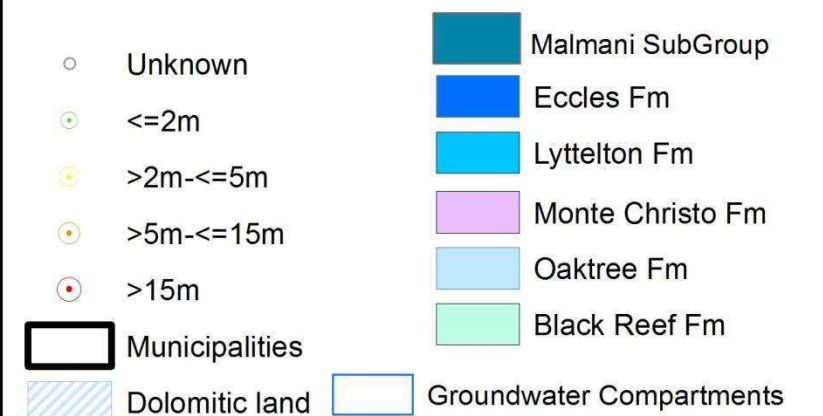 Unknown
<=2m
>2m-<=5m
>5m-<=15m
>15m
Municipalities
Dolomitic land
Malmani SubGroup
Eccles Fm
Lyttelton Fm
Monte Christo Fm
Oaktree Fm
Black Reef Fm
Groundwater Compartments